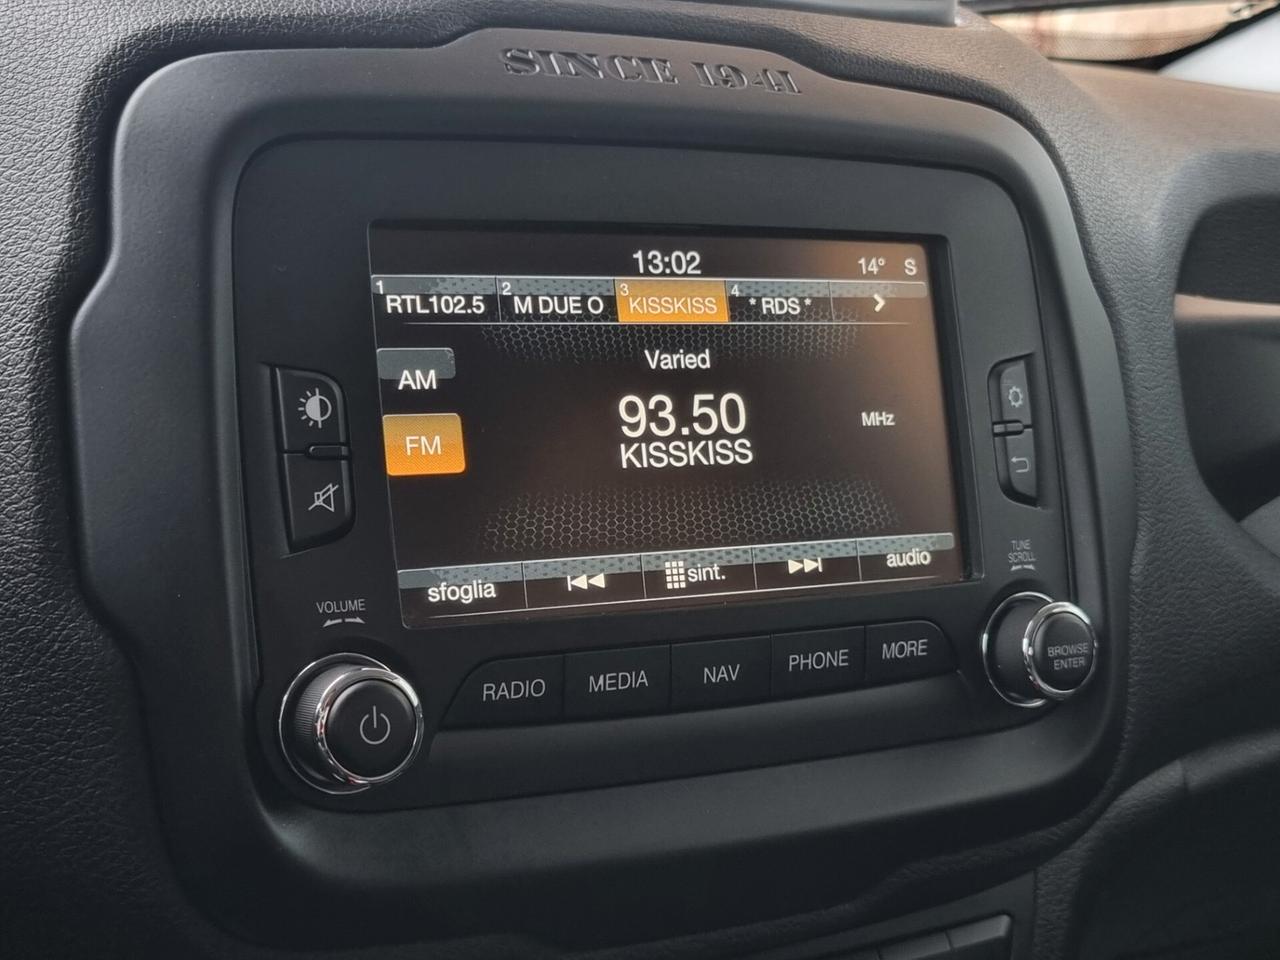 SINCE 1941
13:02 14° S
1 RTL102.5 2 M DUE O 3 KISSKISS 4 * RDS *
Varied
AM
93.50 MHz
FM
KISSKISS
sfoglia sint. audio
TUNE
SCROLL
VOLUME
RADIO MEDIA NAV PHONE MORE
BROWSE
ENTER